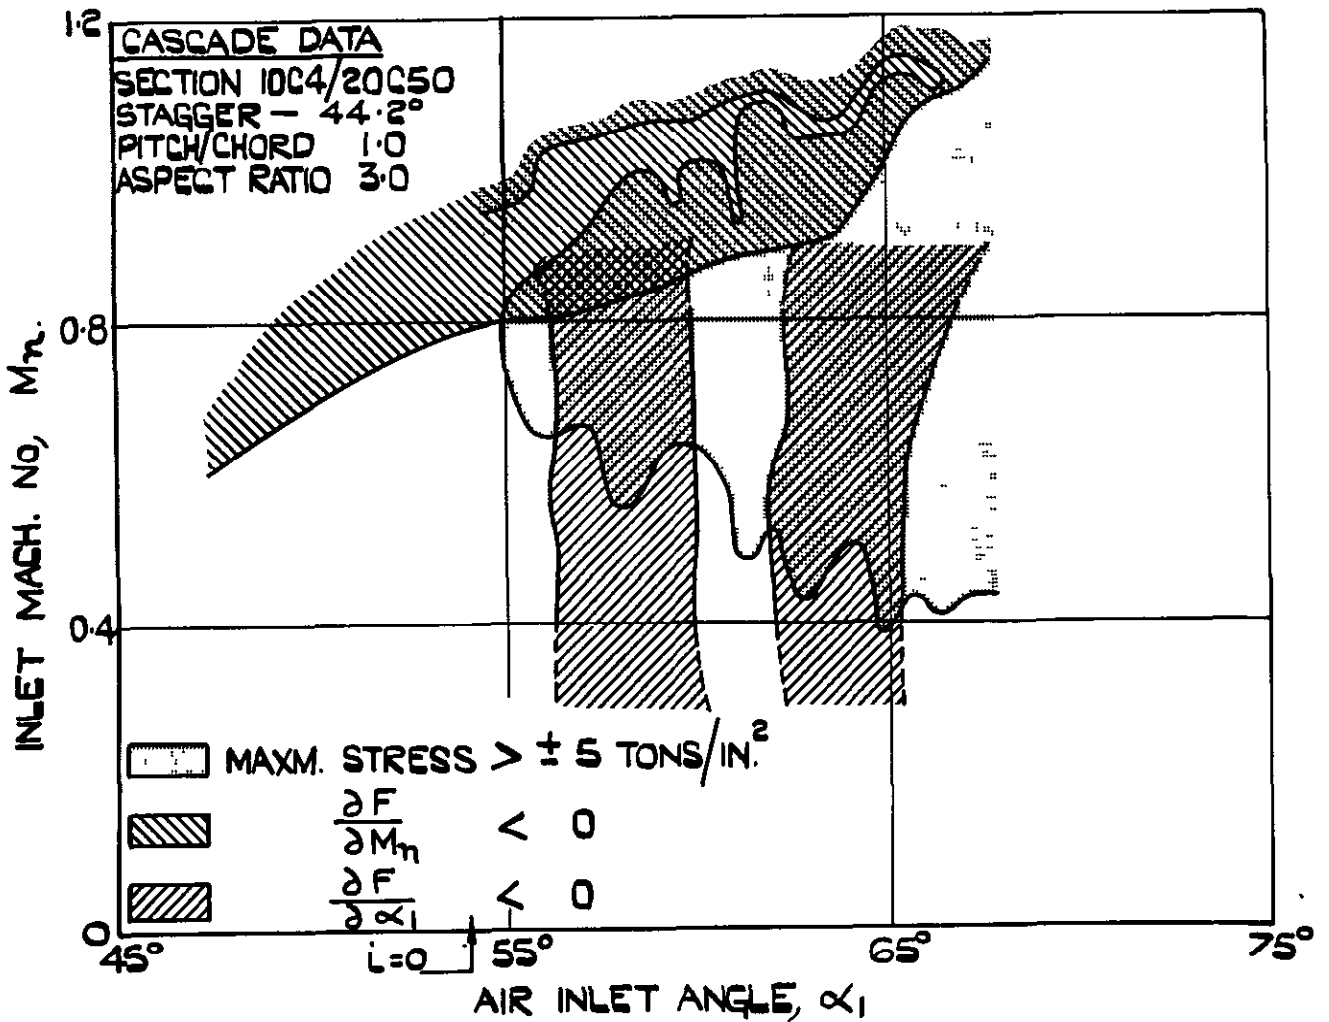 1.2
CASCADE DATA
SECTION 10C4/20C50
STAGGER — 44.2°
PITCH/CHORD 1.0
ASPECT RATIO 3.0
0.8
INLET MACH. NO, Mn.
0.4
MAXM. STRESS > ± 5 TONS/IN.²
∂F
∂Mn
< 0
∂F
∂α1
< 0
0
45°
i=0
55°
65°
75°
AIR INLET ANGLE, α1